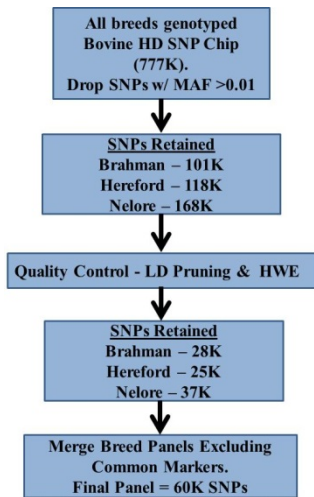 All breeds genotyped
Bovine HD SNP Chip
(777K).
Drop SNPs w/ MAF >0.01
SNPs Retained
Brahman – 101K
Hereford – 118K
Nelore – 168K
Quality Control - LD Pruning & HWE
SNPs Retained
Brahman – 28K
Hereford – 25K
Nelore – 37K
Merge Breed Panels Excluding
Common Markers.
Final Panel = 60K SNPs